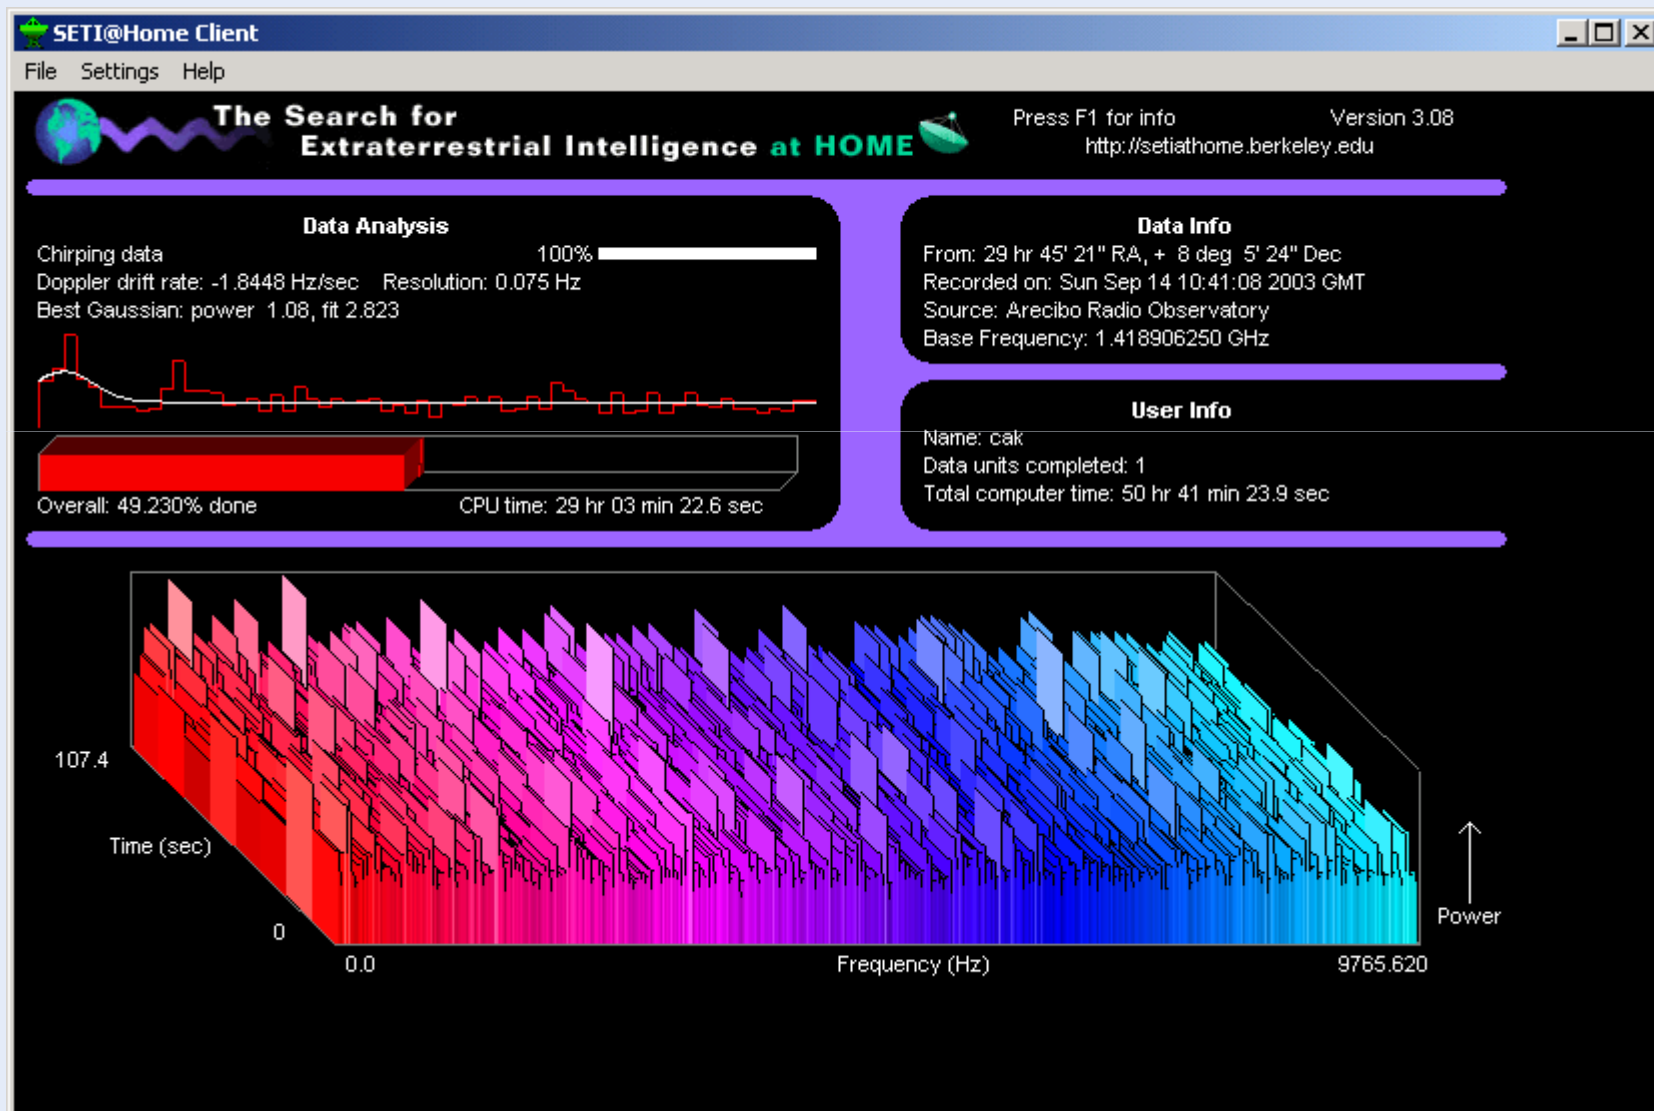 SETI@Home Client
File Settings Help
The Search for
Extraterrestrial Intelligence at HOME
Press F1 for info Version 3.08
http://setiathome.berkeley.edu
Data Analysis
Chirping data 100%
Doppler drift rate: -1.8448 Hz/sec Resolution: 0.075 Hz
Best Gaussian: power 1.08, fit 2.823
Overall: 49.230% done CPU time: 29 hr 03 min 22.6 sec
Data Info
From: 29 hr 45' 21" RA, + 8 deg 5' 24" Dec
Recorded on: Sun Sep 14 10:41:08 2003 GMT
Source: Arecibo Radio Observatory
Base Frequency: 1.418906250 GHz
User Info
Name: cak
Data units completed: 1
Total computer time: 50 hr 41 min 23.9 sec
107.4
Time (sec)
0
0.0
Frequency (Hz)
9765.620
Power